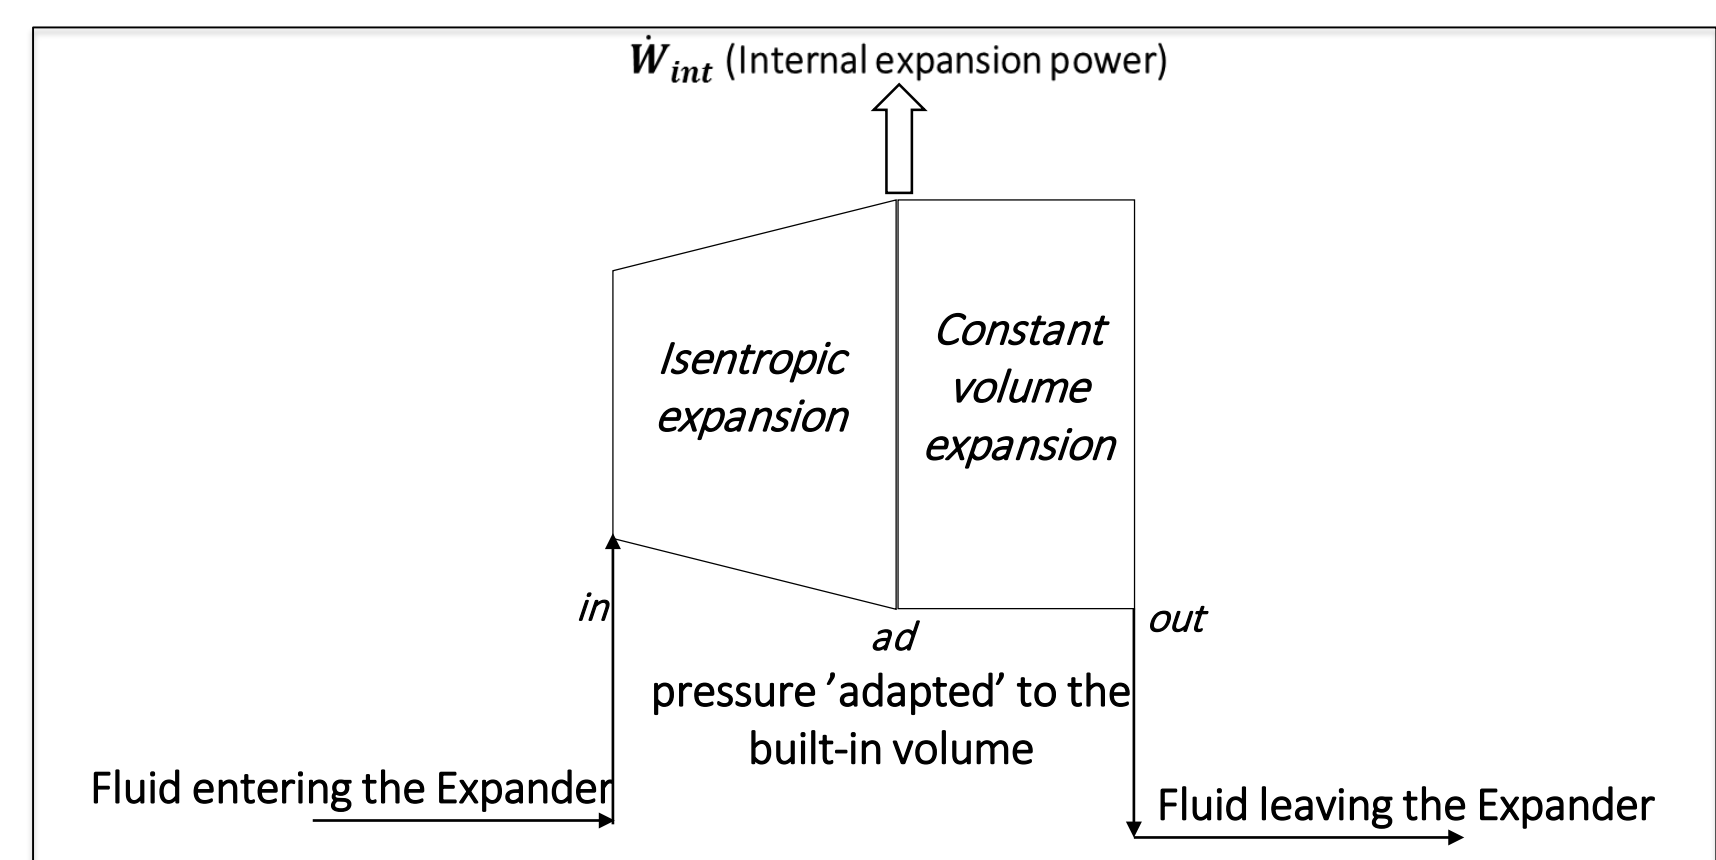 Ẇ_int (Internal expansion power)
Isentropic
expansion
Constant
volume
expansion
in
ad
out
pressure ’adapted’ to the
built-in volume
Fluid entering the Expander
Fluid leaving the Expander